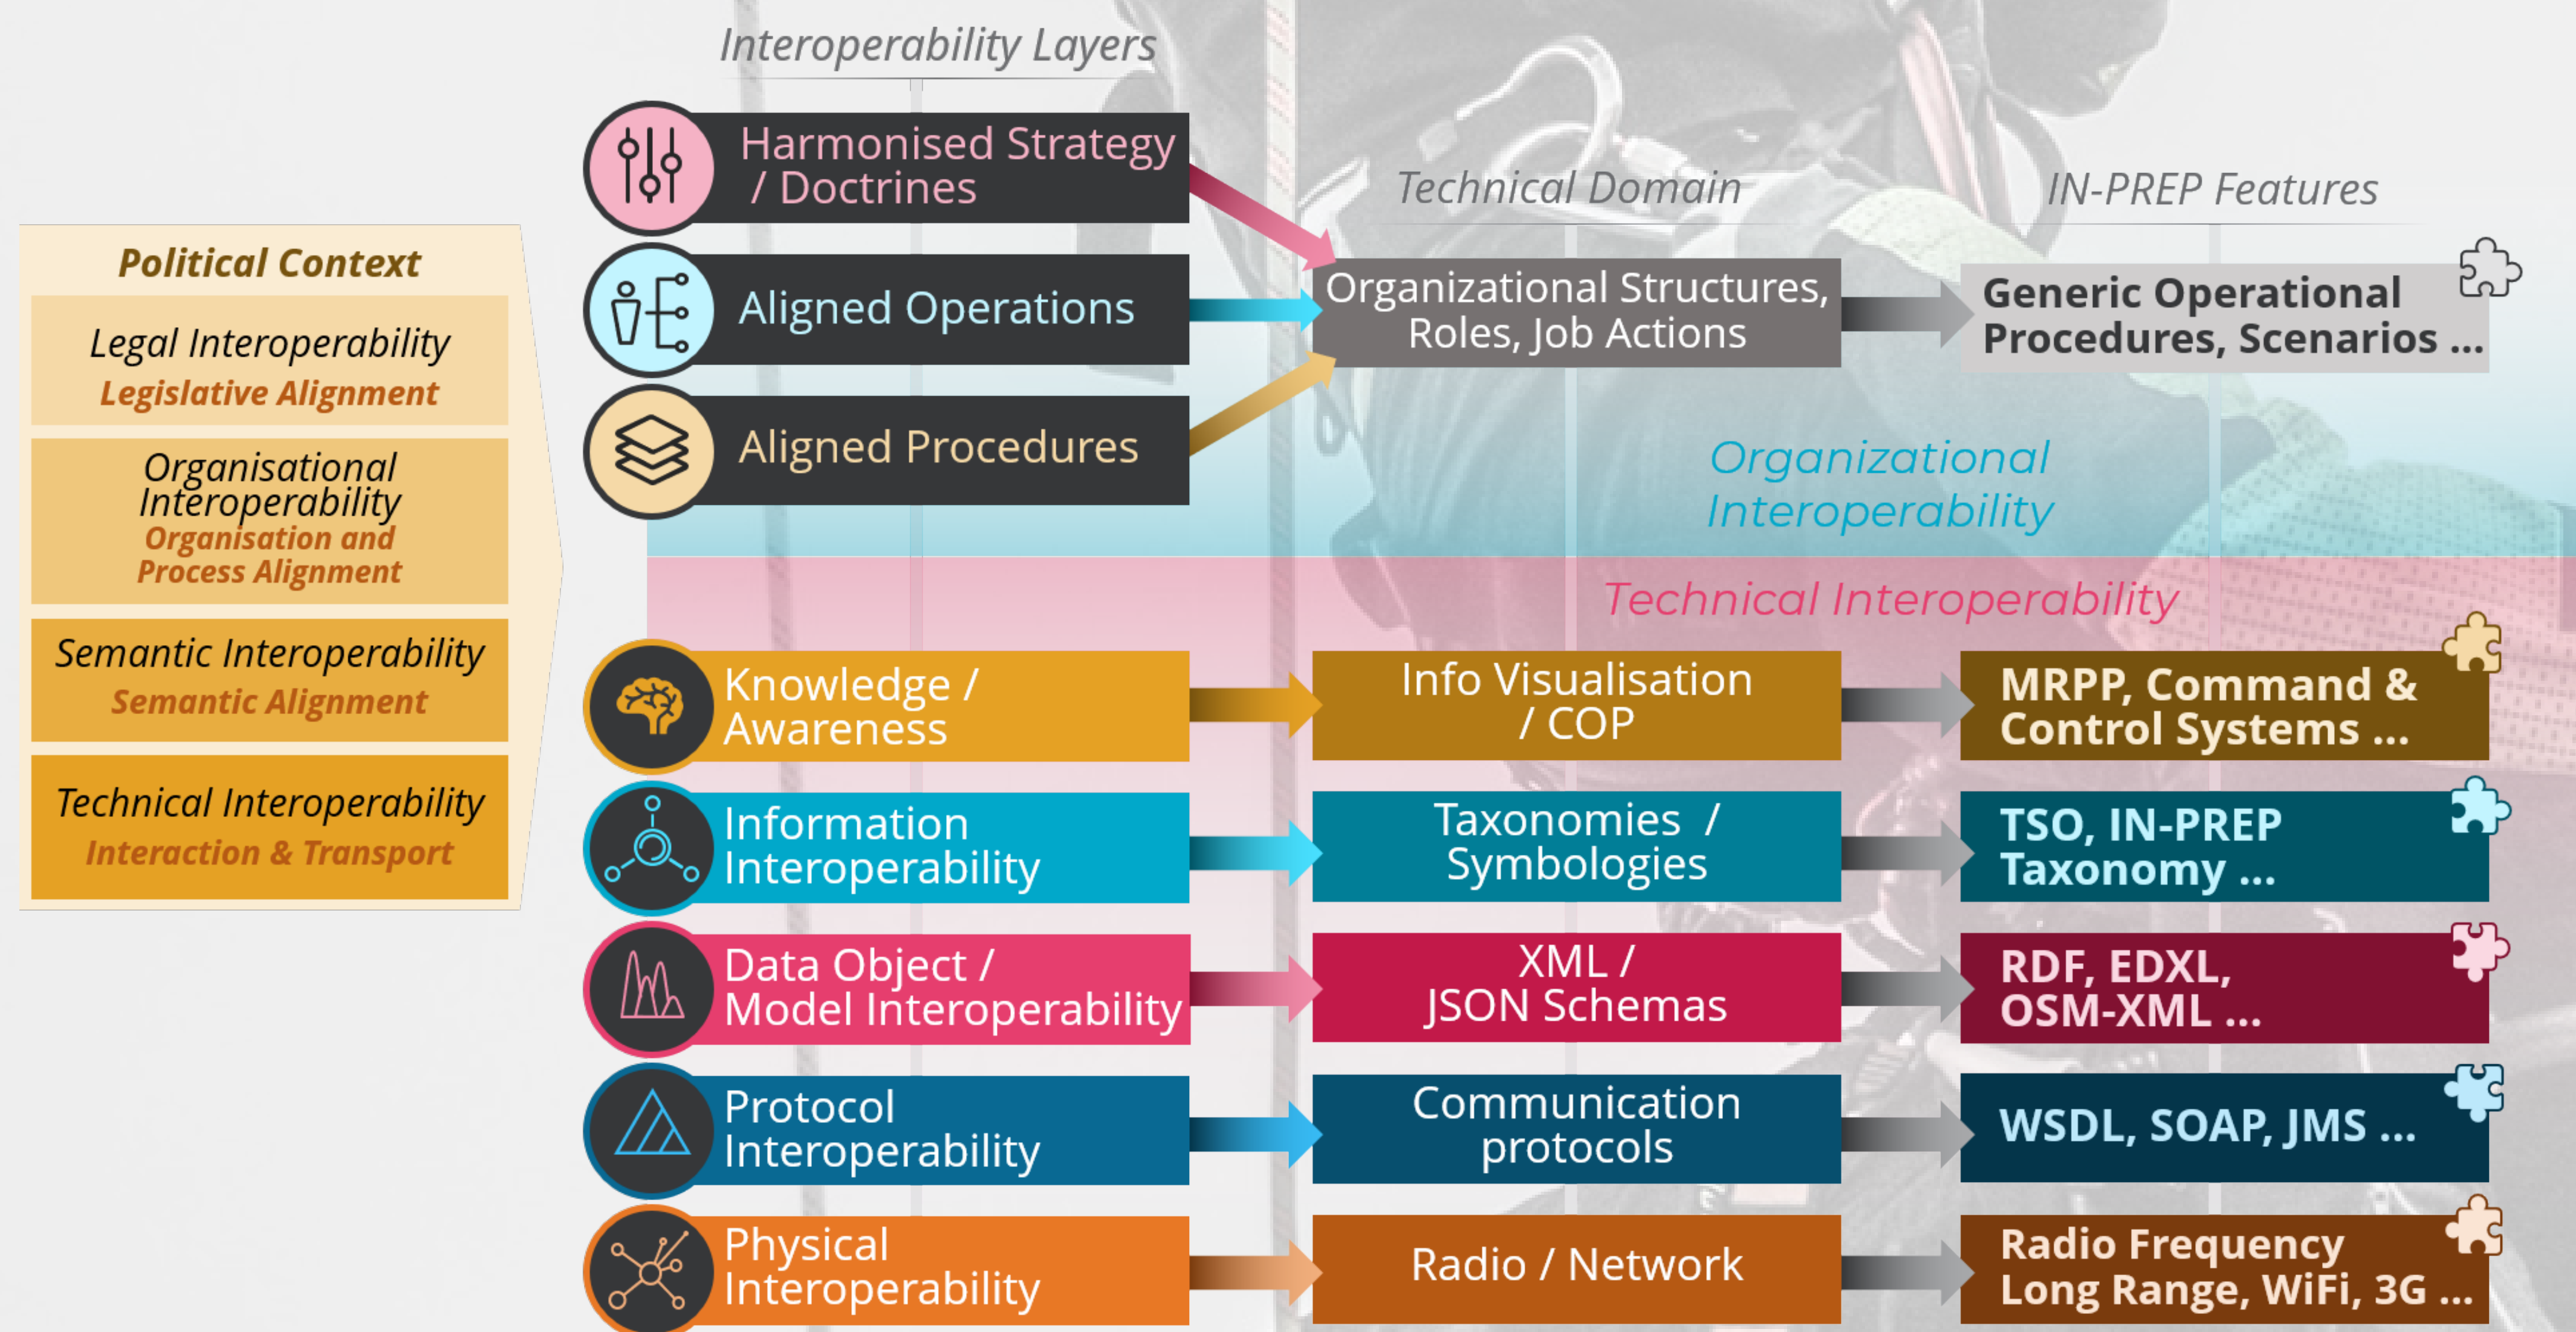 Interoperability Layers
Harmonised Strategy
/ Doctrines
Aligned Operations
Aligned Procedures
Technical Domain
Organizational Structures,
Roles, Job Actions
IN-PREP Features
Generic Operational
Procedures, Scenarios ...
Political Context
Legal Interoperability
Legislative Alignment
Organisational
Interoperability
Organisation and
Process Alignment
Semantic Interoperability
Semantic Alignment
Technical Interoperability
Interaction & Transport
Organizational
Interoperability
Technical Interoperability
Knowledge /
Awareness
Info Visualisation
/ COP
MRPP, Command &
Control Systems ...
Information
Interoperability
Taxonomies /
Symbologies
TSO, IN-PREP
Taxonomy ...
Data Object /
Model Interoperability
XML /
JSON Schemas
RDF, EDXL,
OSM-XML ...
Protocol
Interoperability
Communication
protocols
WSDL, SOAP, JMS ...
Physical
Interoperability
Radio / Network
Radio Frequency
Long Range, WiFi, 3G ...